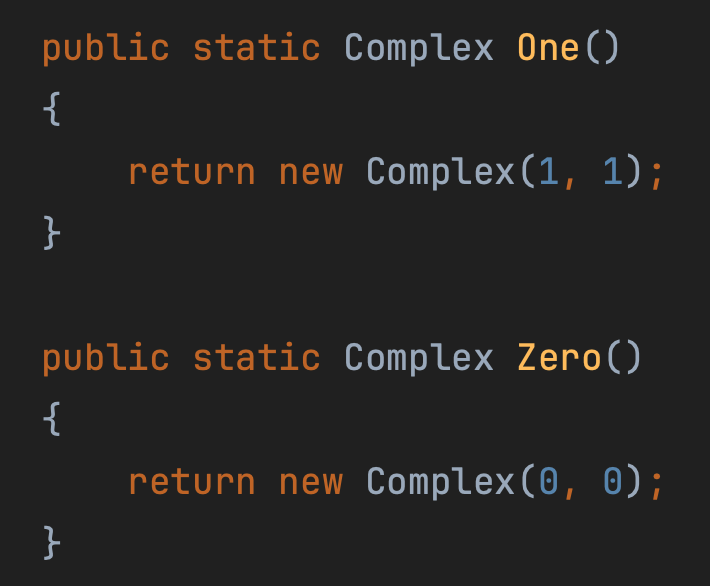 public static Complex One()
{
    return new Complex(1, 1);
}

public static Complex Zero()
{
    return new Complex(0, 0);
}